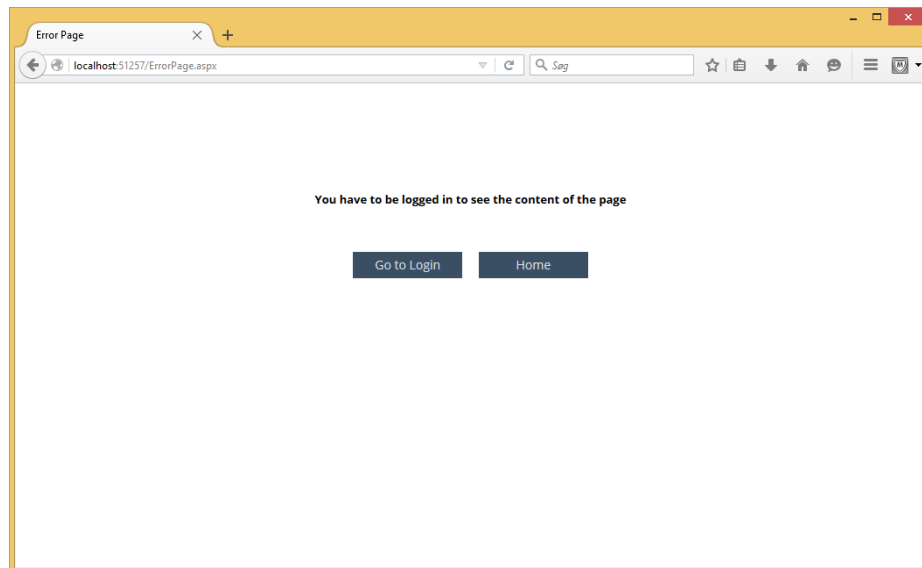 Error Page
localhost:51257/ErrorPage.aspx
Søg
You have to be logged in to see the content of the page
Go to Login
Home